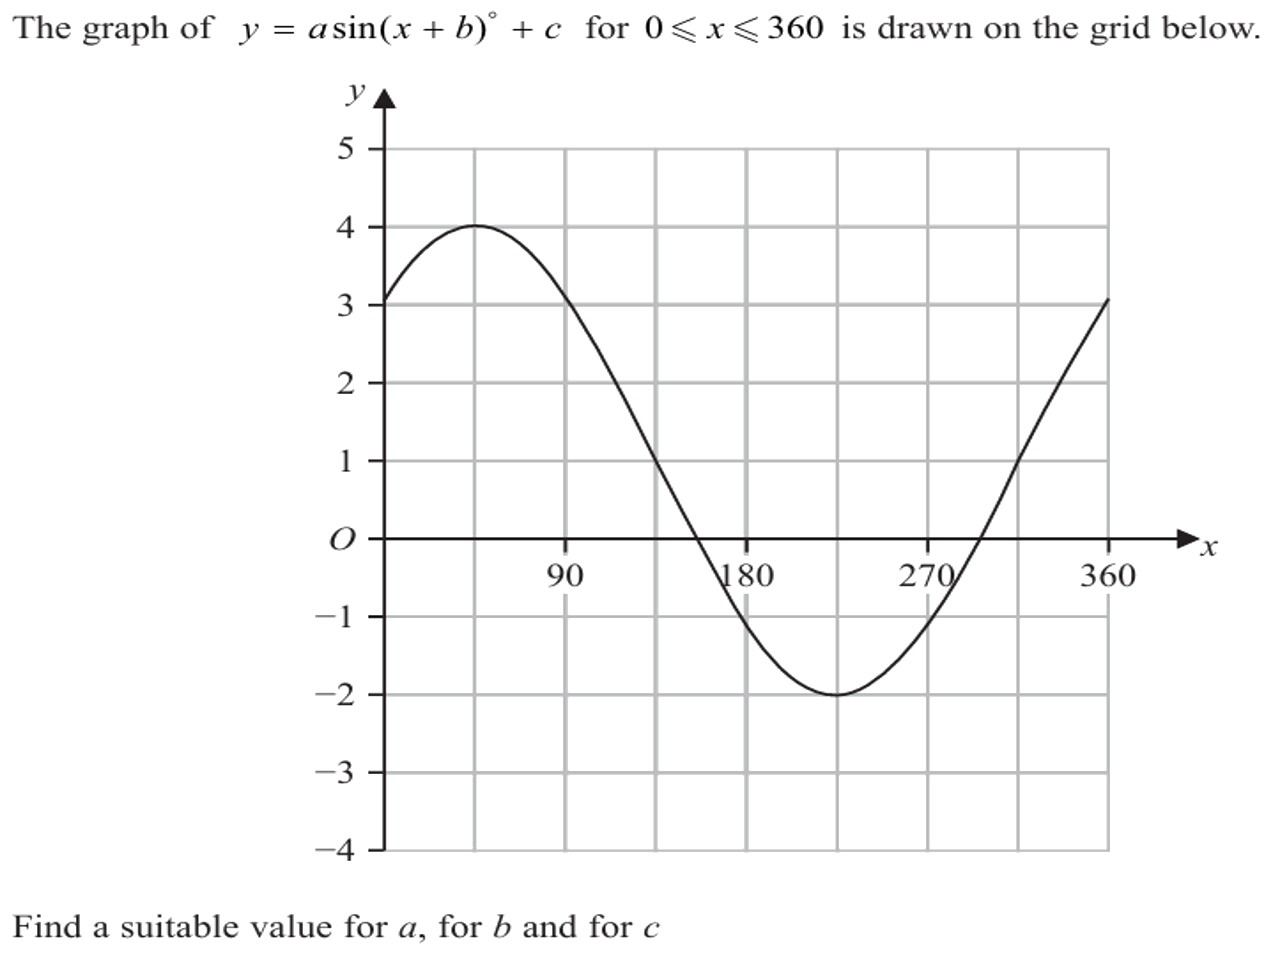 The graph of y = a sin(x + b)° + c for 0 ⩽ x ⩽ 360 is drawn on the grid below.
y
5
4
3
2
1
O
x
90 180 270 360
−1
−2
−3
−4
Find a suitable value for a, for b and for c